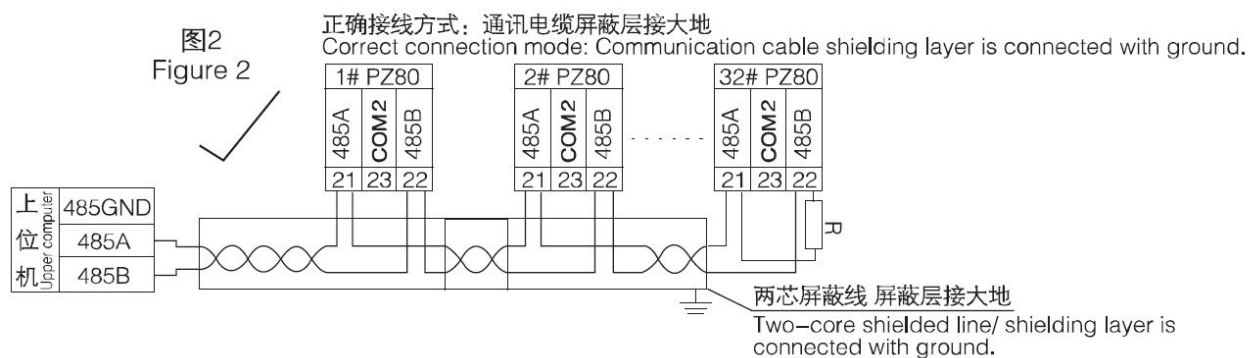 正确接线方式：通讯电缆屏蔽层接大地
Correct connection mode: Communication cable shielding layer is connected with ground.
图2
Figure 2
1# PZ80
485A
COM2
485B
21 23 22
2# PZ80
485A
COM2
485B
21 23 22
32# PZ80
485A
COM2
485B
21 23 22
R
上位机
Upper computer
485GND
485A
485B
两芯屏蔽线 屏蔽层接大地
Two-core shielded line/ shielding layer is
connected with ground.